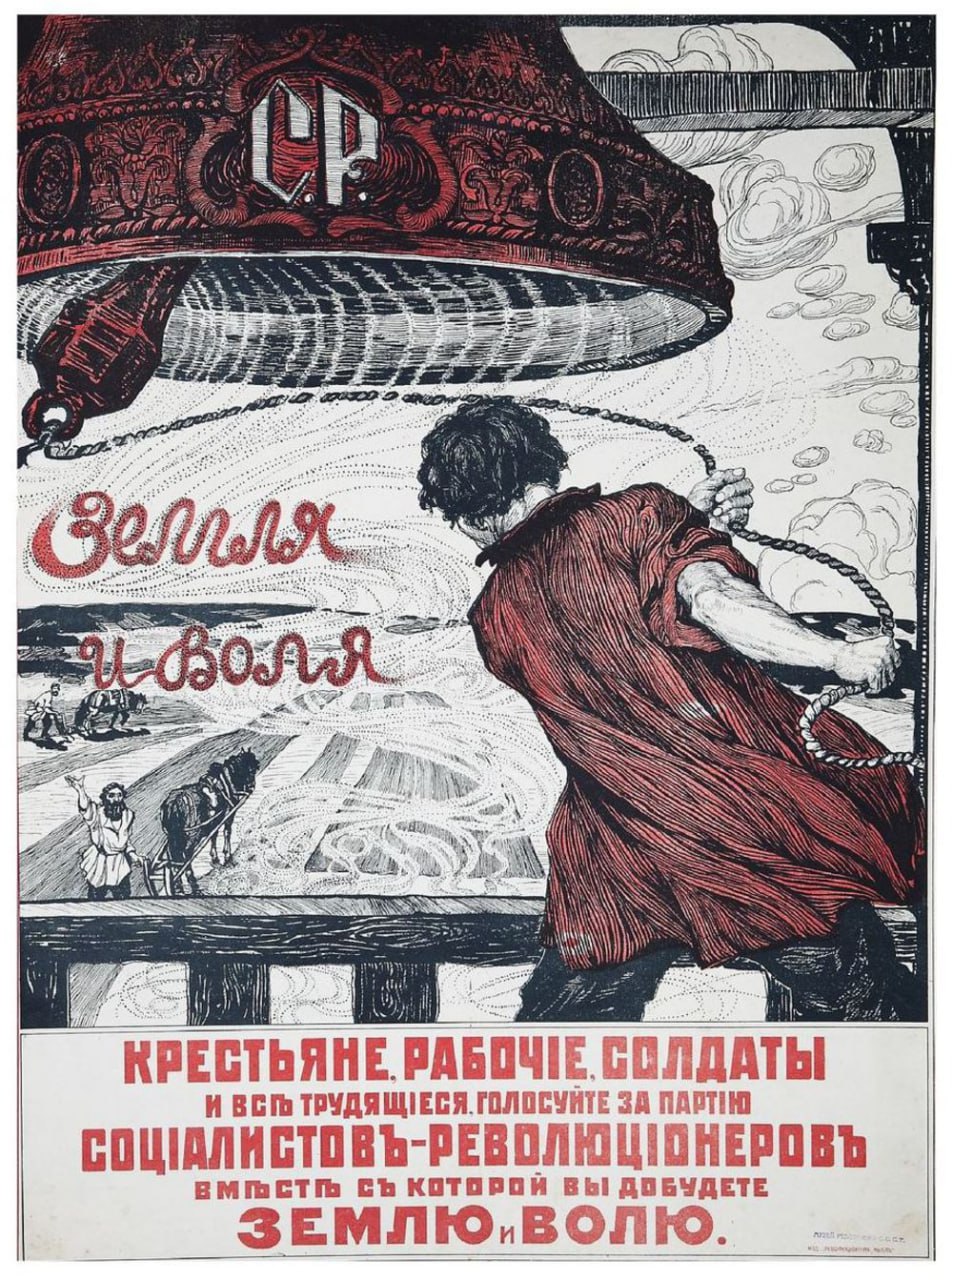 С.Р.
Земля
и воля
КРЕСТЬЯНЕ, РАБОЧІЕ, СОЛДАТЫ
И ВСѢ ТРУДЯЩІЕСЯ, ГОЛОСУЙТЕ ЗА ПАРТІЮ
СОЦІАЛИСТОВЪ-РЕВОЛЮЦІОНЕРОВЪ
ВМѢСТѢ СЪ КОТОРОЙ ВЫ ДОБУДЕТЕ
ЗЕМЛЮ и ВОЛЮ.